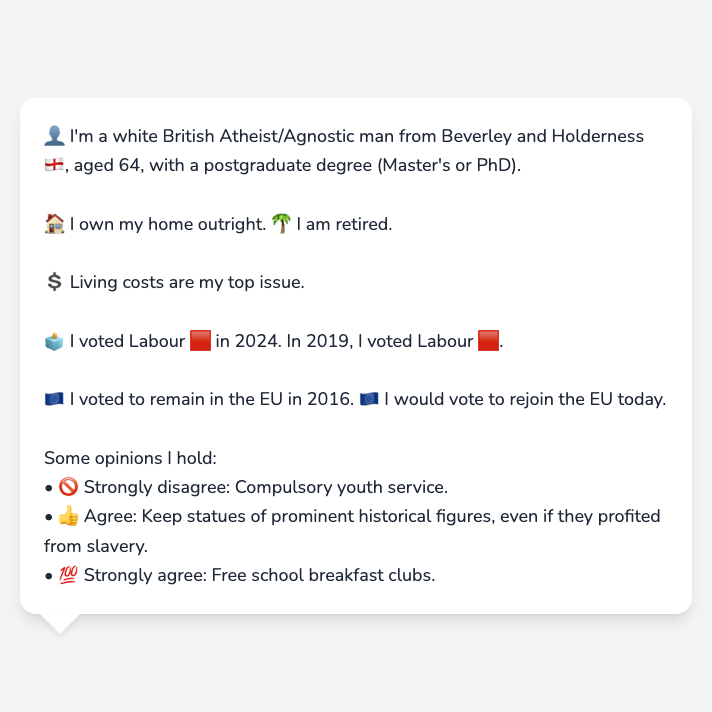 👤 I'm a white British Atheist/Agnostic man from Beverley and Holderness
🏴󠁧󠁢󠁥󠁮󠁧󠁿, aged 64, with a postgraduate degree (Master's or PhD).
🏠 I own my home outright. 🌴 I am retired.
💲 Living costs are my top issue.
🗳️ I voted Labour 🟥 in 2024. In 2019, I voted Labour 🟥.
🇪🇺 I voted to remain in the EU in 2016. 🇪🇺 I would vote to rejoin the EU today.
Some opinions I hold:
• 🚫 Strongly disagree: Compulsory youth service.
• 👍 Agree: Keep statues of prominent historical figures, even if they profited
from slavery.
• 💯 Strongly agree: Free school breakfast clubs.